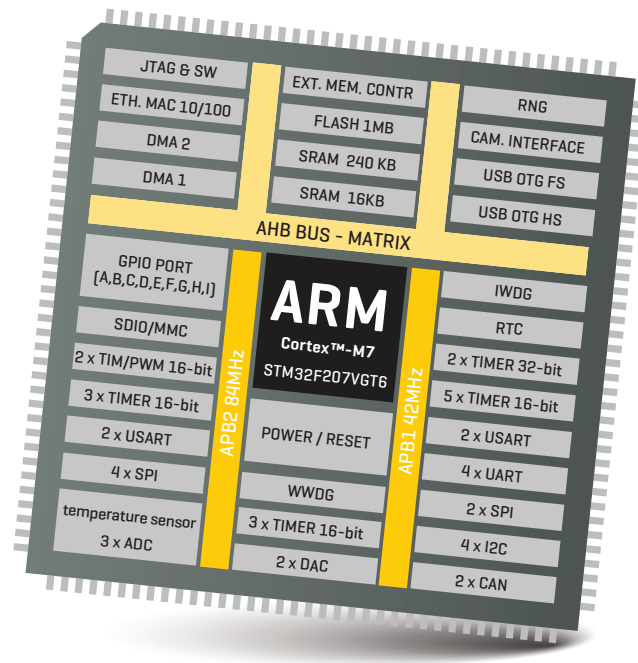 JTAG & SW
ETH. MAC 10/100
DMA 2
DMA 1
EXT. MEM. CONTR
FLASH 1MB
SRAM 240 KB
SRAM 16KB
RNG
CAM. INTERFACE
USB OTG FS
USB OTG HS
AHB BUS - MATRIX
GPIO PORT
(A,B,C,D,E,F,G,H,I)
SDIO/MMC
2 x TIM/PWM 16-bit
3 x TIMER 16-bit
2 x USART
4 x SPI
temperature sensor
3 x ADC
APB2 84MHz
ARM
Cortex™-M7
STM32F207VGT6
POWER / RESET
WWDG
3 x TIMER 16-bit
2 x DAC
APB1 42MHz
IWDG
RTC
2 x TIMER 32-bit
5 x TIMER 16-bit
2 x USART
4 x UART
2 x SPI
4 x I2C
2 x CAN